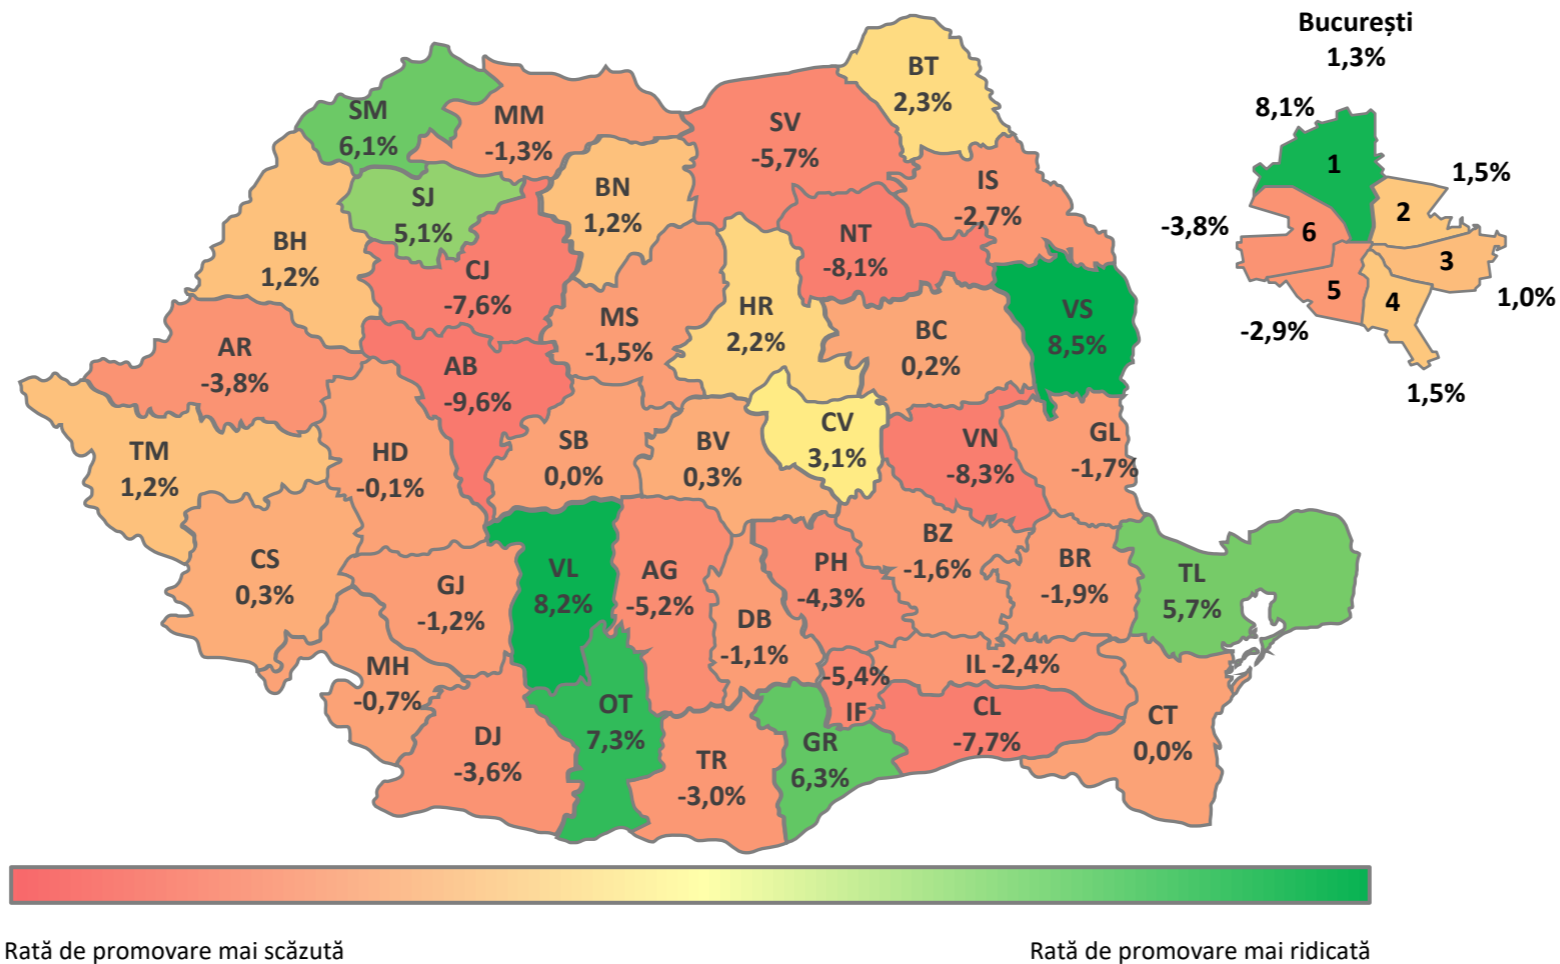 București
1,3%
8,1%
1
1,5%
2
-3,8%
6
3
1,0%
5
4
-2,9%
1,5%
BT
2,3%
SM
6,1%
MM
-1,3%
SV
-5,7%
IS
-2,7%
SJ
5,1%
BN
1,2%
BH
1,2%
NT
-8,1%
CJ
-7,6%
HR
2,2%
VS
8,5%
MS
-1,5%
BC
0,2%
AR
-3,8%
AB
-9,6%
TM
1,2%
HD
-0,1%
SB
0,0%
BV
0,3%
CV
3,1%
VN
-8,3%
GL
-1,7%
CS
0,3%
GJ
-1,2%
VL
8,2%
AG
-5,2%
PH
-4,3%
BZ
-1,6%
BR
-1,9%
TL
5,7%
DB
-1,1%
MH
-0,7%
-5,4%
IF
IL -2,4%
OT
7,3%
CL
-7,7%
CT
0,0%
DJ
-3,6%
TR
-3,0%
GR
6,3%
Rată de promovare mai scăzută
Rată de promovare mai ridicată